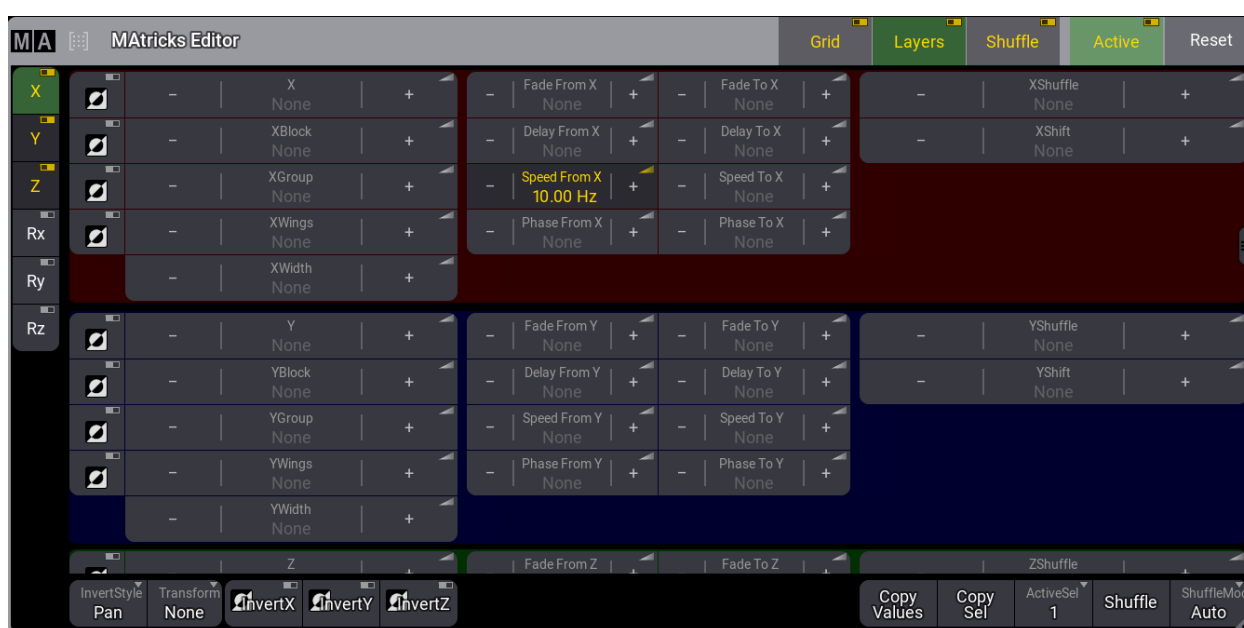 MA MAtricks Editor Grid Layers Shuffle Active Reset
X
Y
Z
Rx
Ry
Rz
- X None +
- Fade From X None + - Fade To X None +
- XShuffle None +
- XBlock None +
- Delay From X None + - Delay To X None +
- XShift None +
- XGroup None +
- Speed From X 10.00 Hz + - Speed To X None +
- XWings None +
- Phase From X None + - Phase To X None +
- XWidth None +
- Y None +
- Fade From Y None + - Fade To Y None +
- YShuffle None +
- YBlock None +
- Delay From Y None + - Delay To Y None +
- YShift None +
- YGroup None +
- Speed From Y None + - Speed To Y None +
- YWings None +
- Phase From Y None + - Phase To Y None +
- YWidth None +
Z Fade From Z Fade To Z ZShuffle
InvertStyle Pan
Transform None
InvertX InvertY InvertZ
Copy Values
Copy Sel
ActiveSel 1
Shuffle
Auto